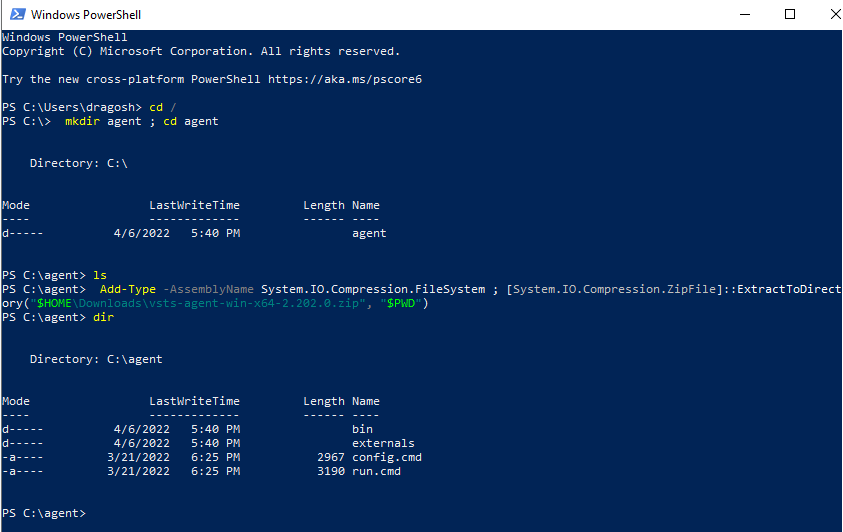 Windows PowerShell
Windows PowerShell
Copyright (C) Microsoft Corporation. All rights reserved.
Try the new cross-platform PowerShell https://aka.ms/pscore6
PS C:\Users\dragosh> cd /
PS C:\>  mkdir agent ; cd agent
    Directory: C:\
Mode                 LastWriteTime         Length Name
----                 -------------         ------ ----
d-----          4/6/2022   5:40 PM                agent
PS C:\agent> ls
PS C:\agent>  Add-Type -AssemblyName System.IO.Compression.FileSystem ; [System.IO.Compression.ZipFile]::ExtractToDirect
ory("$HOME\Downloads\vsts-agent-win-x64-2.202.0.zip", "$PWD")
PS C:\agent> dir
    Directory: C:\agent
Mode                 LastWriteTime         Length Name
----                 -------------         ------ ----
d-----          4/6/2022   5:40 PM                bin
d-----          4/6/2022   5:40 PM                externals
-a----         3/21/2022   6:25 PM           2967 config.cmd
-a----         3/21/2022   6:25 PM           3190 run.cmd
PS C:\agent>